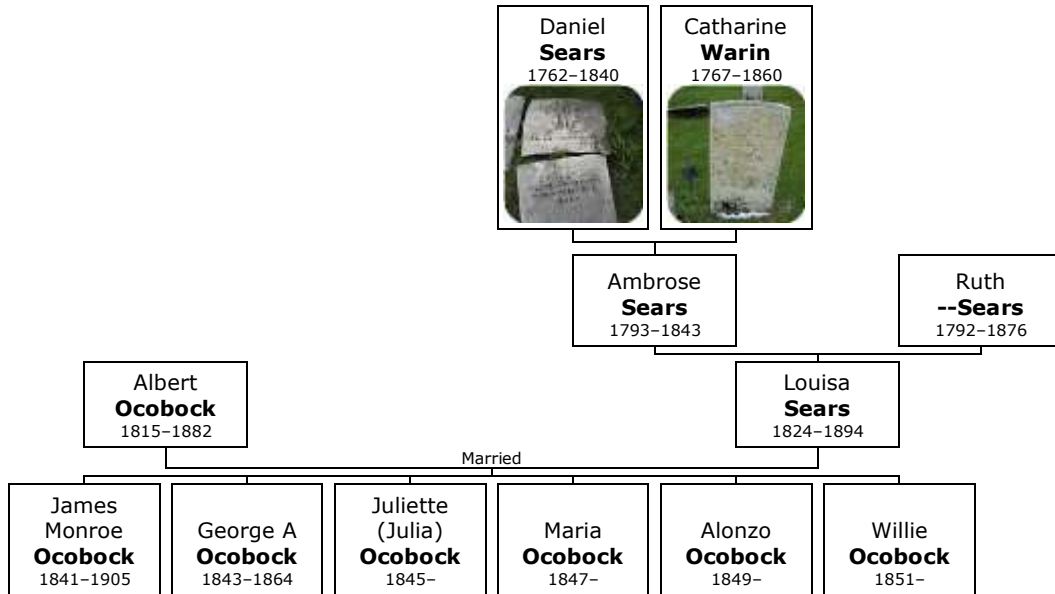 Daniel
Sears
1762–1840
Catharine
Warin
1767–1860
Ambrose
Sears
1793–1843
Ruth
--Sears
1792–1876
Albert
Ocobock
1815–1882
Louisa
Sears
1824–1894
Married
James
Monroe
Ocobock
1841–1905
George A
Ocobock
1843–1864
Juliette
(Julia)
Ocobock
1845–
Maria
Ocobock
1847–
Alonzo
Ocobock
1849–
Willie
Ocobock
1851–